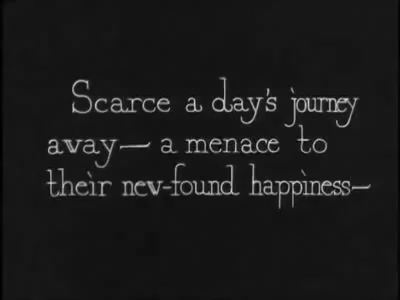 Scarce a day's journey
away— a menace to
their new-found happiness—